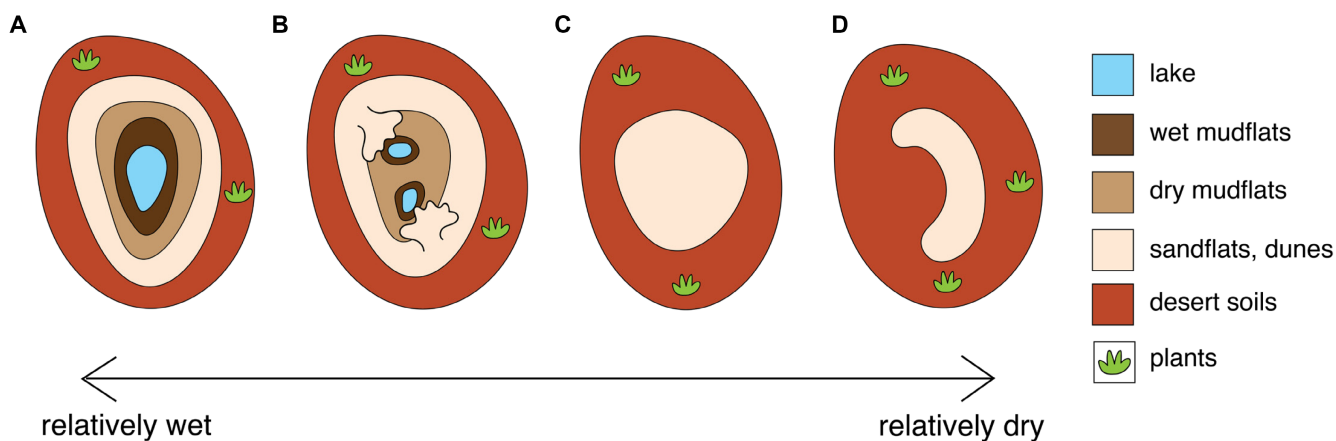 A
B
C
D
lake
wet mudflats
dry mudflats
sandflats, dunes
desert soils
plants
relatively wet
relatively dry